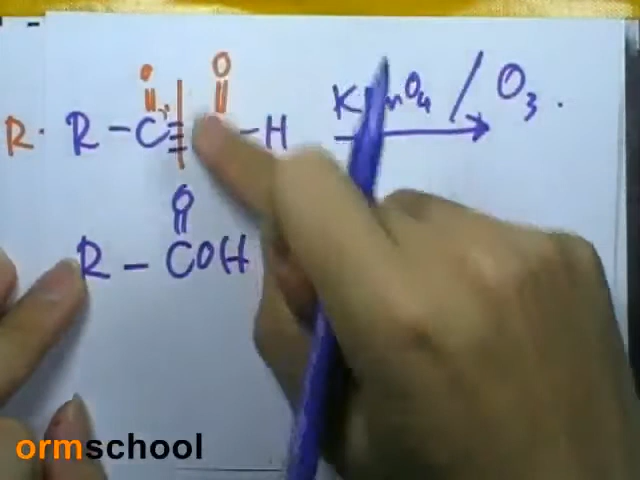 O O
R· R-C≡ -H KMnO4 / O3.
O
R-COH
ormschool